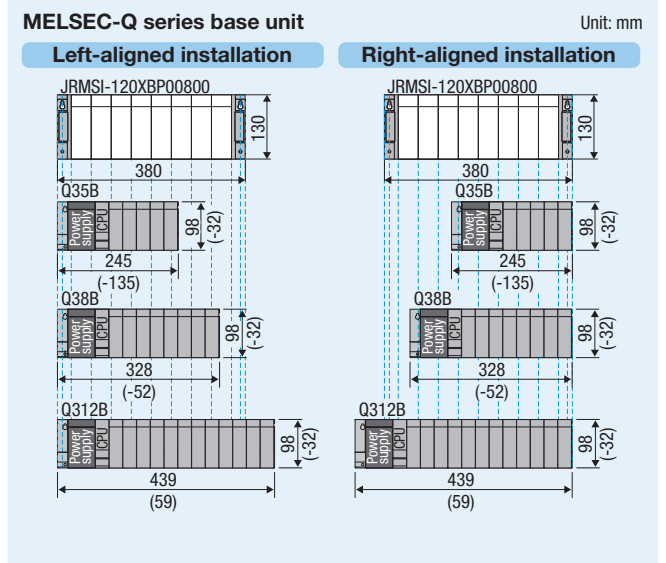 MELSEC-Q series base unit
Unit: mm
Left-aligned installation
Right-aligned installation
JRMSI-120XBP00800
130
380
Q35B
Power supply
CPU
98
(-32)
245
(-135)
Q38B
Power supply
CPU
98
(-32)
328
(-52)
Q312B
Power supply
CPU
98
(-32)
439
(59)
JRMSI-120XBP00800
130
380
Q35B
Power supply
CPU
98
(-32)
245
(-135)
Q38B
Power supply
CPU
98
(-32)
328
(-52)
Q312B
Power supply
CPU
98
(-32)
439
(59)